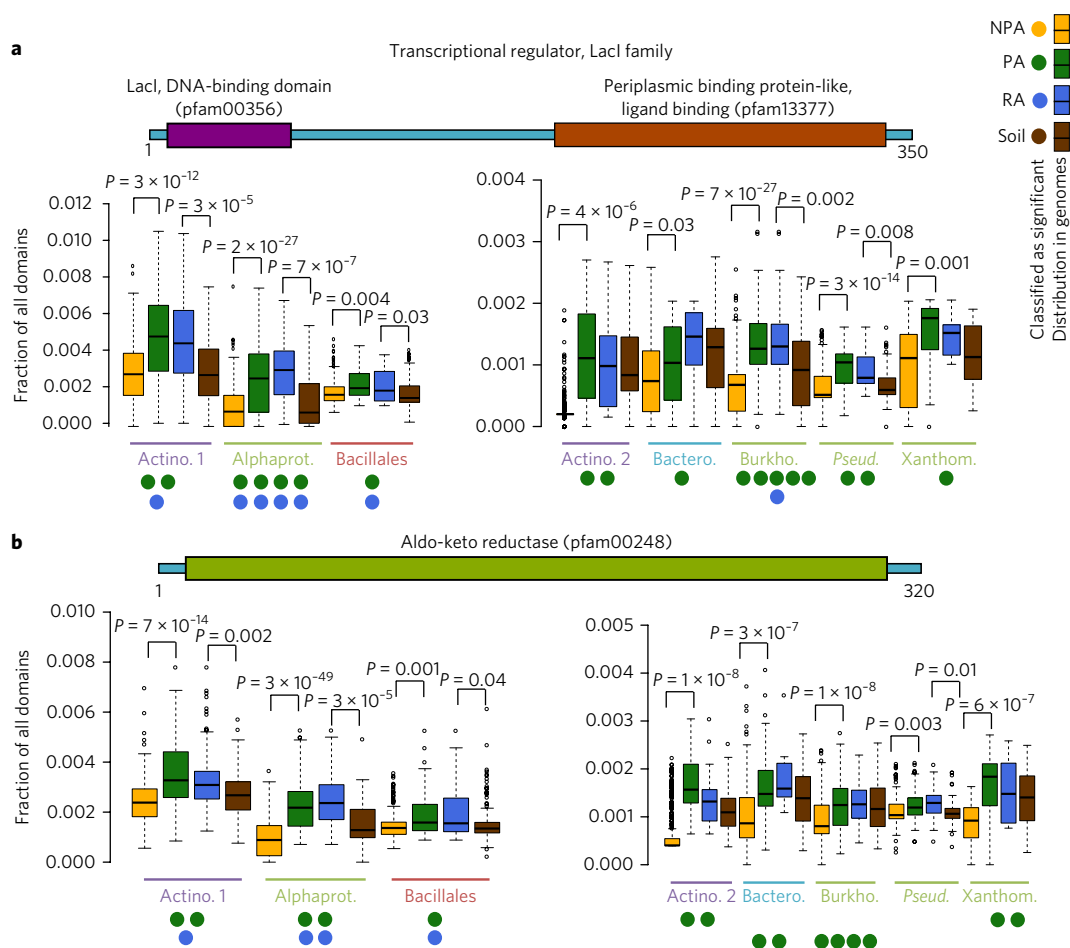 a
Transcriptional regulator, LacI family
LacI, DNA-binding domain
(pfam00356)
Periplasmic binding protein-like,
ligand binding (pfam13377)
1
350
NPA
PA
RA
Soil
Classified as significant
Distribution in genomes
Fraction of all domains
0.012
0.010
0.008
0.006
0.004
0.002
0.000
P = 3 × 10⁻¹²
P = 3 × 10⁻⁵
P = 2 × 10⁻²⁷
P = 7 × 10⁻⁷
P = 0.004
P = 0.03
Actino. 1
Alphaprot.
Bacillales
0.004
0.003
0.002
0.001
0.000
P = 4 × 10⁻⁶
P = 0.03
P = 7 × 10⁻²⁷
P = 0.002
P = 3 × 10⁻¹⁴
P = 0.008
P = 0.001
Actino. 2
Bactero.
Burkho.
Pseud.
Xanthom.
b
Aldo-keto reductase (pfam00248)
1
320
Fraction of all domains
0.010
0.008
0.006
0.004
0.002
0.000
P = 7 × 10⁻¹⁴
P = 0.002
P = 3 × 10⁻⁴⁹
P = 3 × 10⁻⁵
P = 0.001
P = 0.04
Actino. 1
Alphaprot.
Bacillales
0.005
0.004
0.003
0.002
0.001
0.000
P = 1 × 10⁻⁸
P = 3 × 10⁻⁷
P = 1 × 10⁻⁸
P = 0.003
P = 0.01
P = 6 × 10⁻⁷
Actino. 2
Bactero.
Burkho.
Pseud.
Xanthom.